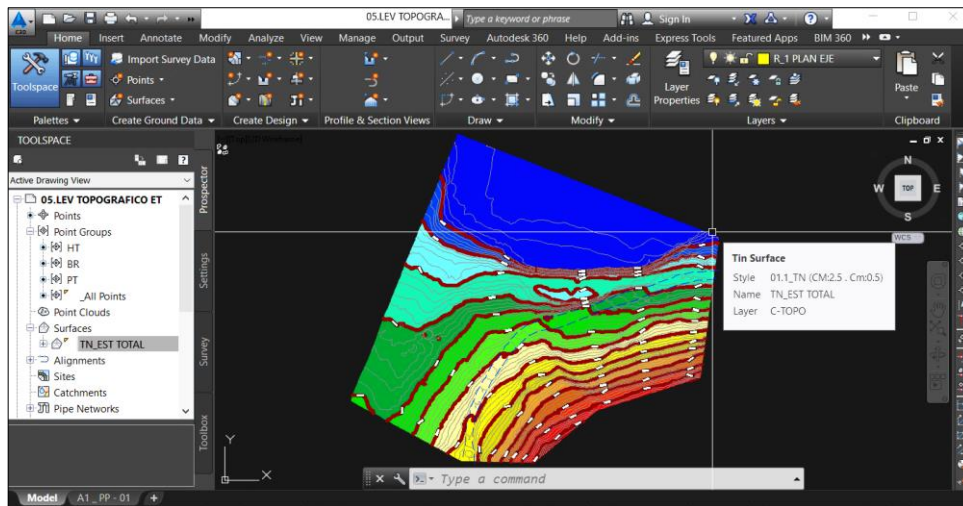 05.LEV TOPOGRA...
Type a keyword or phrase
Sign In
C3D
Home Insert Annotate Modify Analyze View Manage Output Survey Autodesk 360 Help Add-ins Express Tools Featured Apps BIM 360
Toolspace
Import Survey Data
Points
Surfaces
Layer Properties
R_1 PLAN EJE
Paste
Palettes Create Ground Data Create Design Profile & Section Views Draw Modify Layers Clipboard
TOOLSPACE
Active Drawing View
05.LEV TOPOGRAFICO ET
Points
Point Groups
HT
BR
PT
_All Points
Point Clouds
Surfaces
TN_EST TOTAL
Alignments
Sites
Catchments
Pipe Networks
Prospector
Settings
Survey
Toolbox
N
W TOP E
S
WCS
Tin Surface
Style 01.1_TN (CM:2.5 . Cm:0.5)
Name TN_EST TOTAL
Layer C-TOPO
Y
X
Type a command
Model A1 _ PP - 01 +